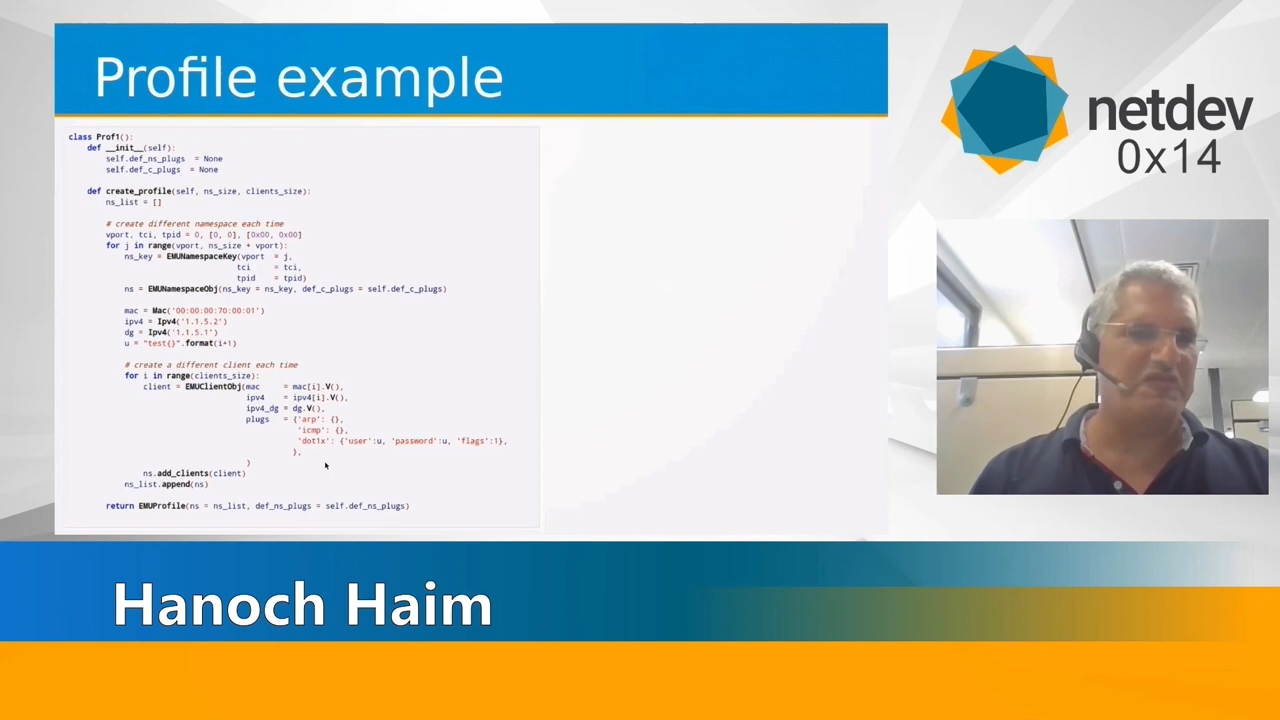 Profile example
class Prof1():
def __init__(self):
self.def_ns_plugs = None
self.def_c_plugs = None
def create_profile(self, ns_size, clients_size):
ns_list = []
# create different namespace each time
vport, tci, tpid = 0, [0, 0], [0x00, 0x00]
for j in range(vport, ns_size + vport):
ns_key = EMUNamespaceKey(vport = j,
tci = tci,
tpid = tpid)
ns = EMUNamespaceObj(ns_key = ns_key, def_c_plugs = self.def_c_plugs)
mac = Mac('00:00:00:70:00:01')
ipv4 = Ipv4('1.1.5.2')
dg = Ipv4('1.1.5.1')
u = "test{}".format(i+1)
# create a different client each time
for i in range(clients_size):
client = EMUClientObj(mac = mac[i].V(),
ipv4 = ipv4[i].V(),
ipv4_dg = dg.V(),
plugs = {'arp': {},
'icmp': {},
'dot1x': {'user':u, 'password':u, 'flags':1},
},
)
ns.add_clients(client)
ns_list.append(ns)
return EMUProfile(ns = ns_list, def_ns_plugs = self.def_ns_plugs)
netdev
0x14
Hanoch Haim